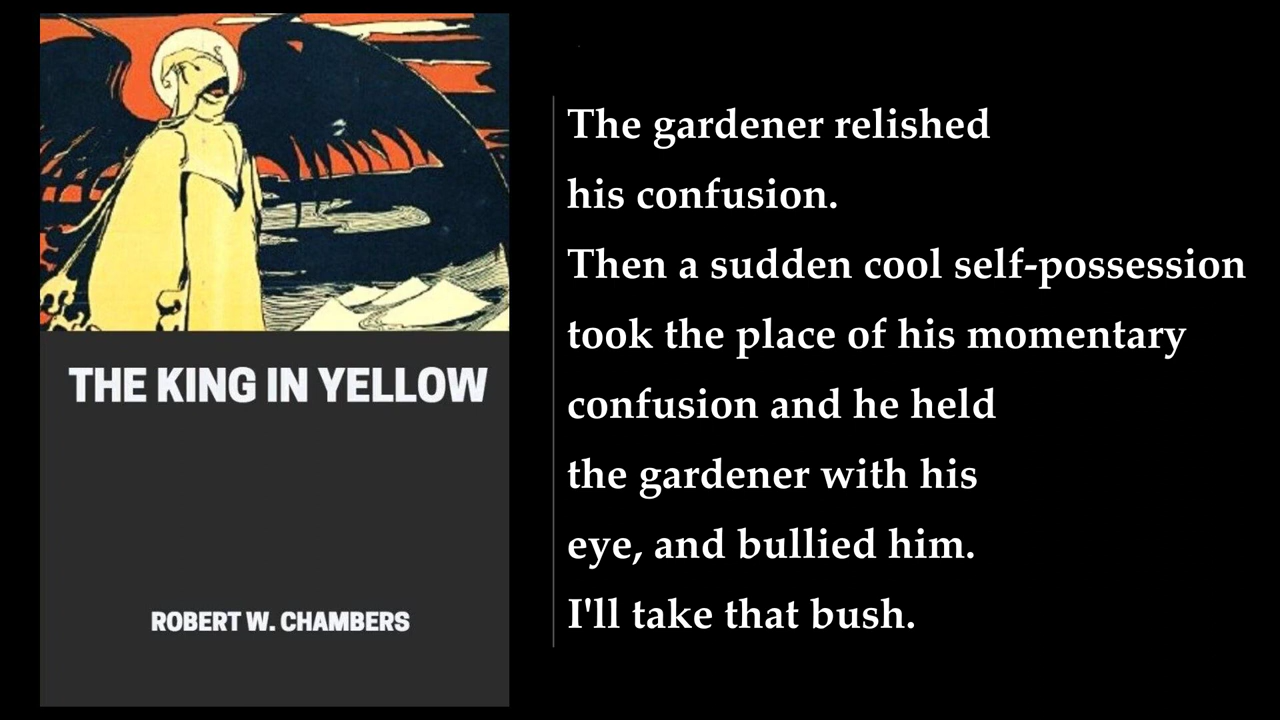 THE KING IN YELLOW
ROBERT W. CHAMBERS
The gardener relished
his confusion.
Then a sudden cool self-possession
took the place of his momentary
confusion and he held
the gardener with his
eye, and bullied him.
I'll take that bush.